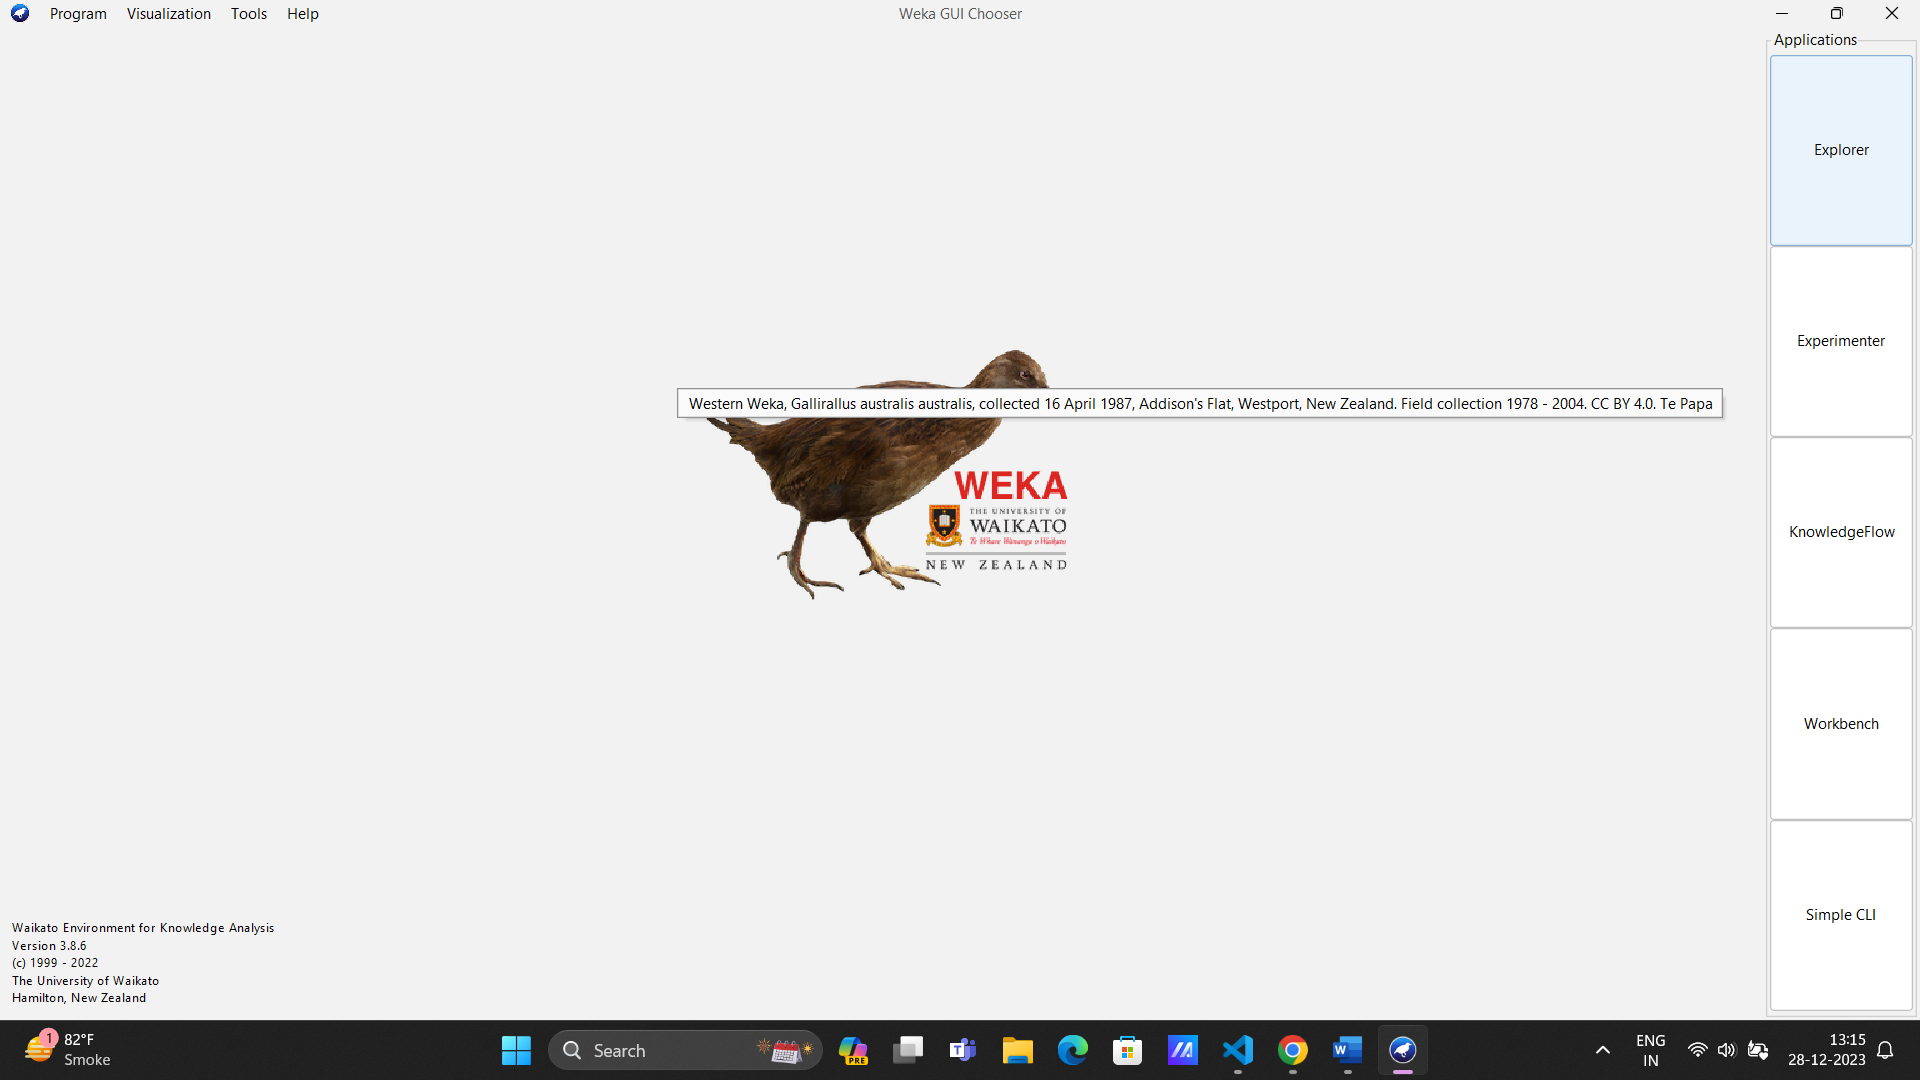 Program Visualization Tools Help
Weka GUI Chooser
Applications
Explorer
Experimenter
KnowledgeFlow
Workbench
Simple CLI
Western Weka, Gallirallus australis australis, collected 16 April 1987, Addison's Flat, Westport, New Zealand. Field collection 1978 - 2004. CC BY 4.0. Te Papa
WEKA
THE UNIVERSITY OF
WAIKATO
Te Whare Wānanga o Waikato
NEW ZEALAND
Waikato Environment for Knowledge Analysis
Version 3.8.6
(c) 1999 - 2022
The University of Waikato
Hamilton, New Zealand
1
82°F
Smoke
Search
PRE
ENG
IN
13:15
28-12-2023